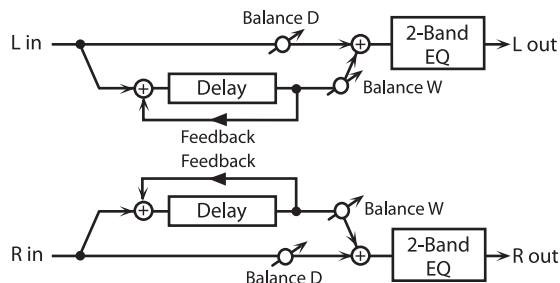 Balance D
L in
2-Band
EQ
L out
Delay
Balance W
Feedback
Feedback
Delay
Balance W
R in
2-Band
EQ
R out
Balance D